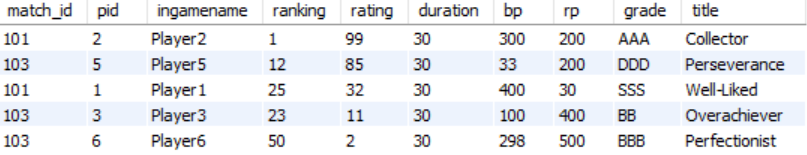 match_id pid ingamename ranking rating duration bp rp grade title
101 2 Player2 1 99 30 300 200 AAA Collector
103 5 Player5 12 85 30 33 200 DDD Perseverance
101 1 Player1 25 32 30 400 30 SSS Well-Liked
103 3 Player3 23 11 30 100 400 BB Overachiever
103 6 Player6 50 2 30 298 500 BBB Perfectionist